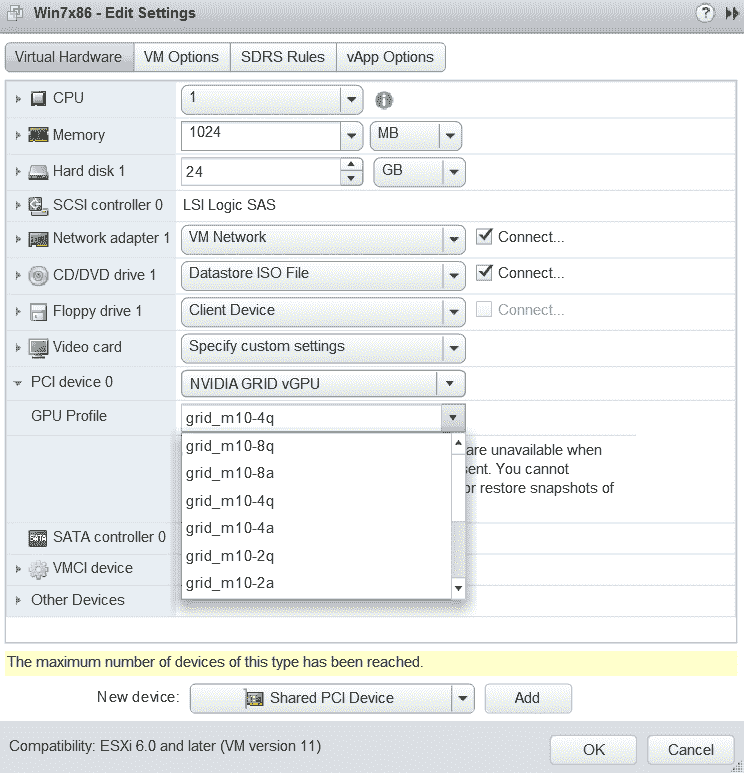 Win7x86 - Edit Settings
?
Virtual Hardware VM Options SDRS Rules vApp Options
CPU 1
Memory 1024 MB
Hard disk 1 24 GB
SCSI controller 0 LSI Logic SAS
Network adapter 1 VM Network Connect...
CD/DVD drive 1 Datastore ISO File Connect...
Floppy drive 1 Client Device Connect...
Video card Specify custom settings
PCI device 0 NVIDIA GRID vGPU
GPU Profile grid_m10-4q
grid_m10-8q
are unavailable when
grid_m10-8a
sent. You cannot
or restore snapshots of
grid_m10-4q
grid_m10-4a
SATA SATA controller 0
grid_m10-2q
VMCI device
grid_m10-2a
Other Devices
The maximum number of devices of this type has been reached.
New device: Shared PCI Device Add
Compatibility: ESXi 6.0 and later (VM version 11) OK Cancel